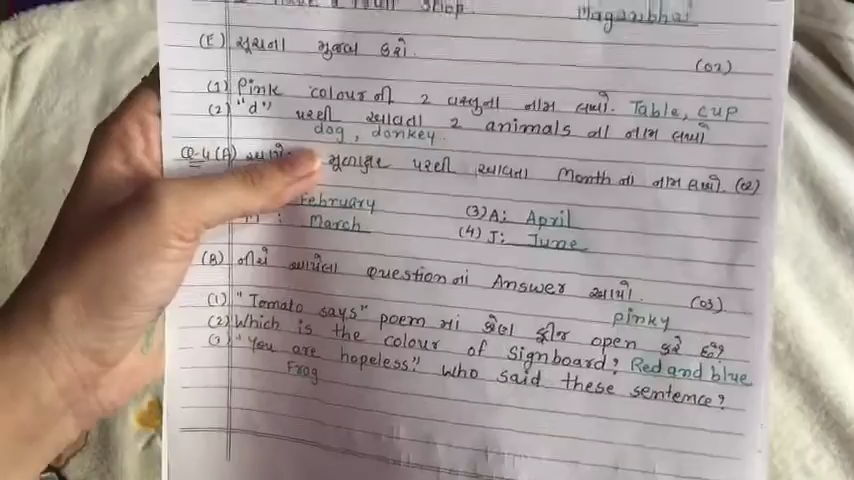 shop. Maganbhai
(E) સૂચના મુજબ કરો. (02)
(1) Pink colour ની 2 વસ્તુના નામ લખો. Table, cup
(2) "d" પરથી આવતા 2 animals ના નામ લખો
dog, donkey.
Q-4 (A) મૂળાક્ષર પરથી આવતા Month ના નામ લખો. (02)
February (3) A: April
March (4) J: June
(B) નીચે આપેલા Question નાં Answer આપો. (03)
pinky
(1) "Tomato says" poem માં કોણ ફ્રીજ open કરે છે?
(2) Which is the colour of signboard? Red and blue
(3) "You are hopeless." who said these sentence?
Frog